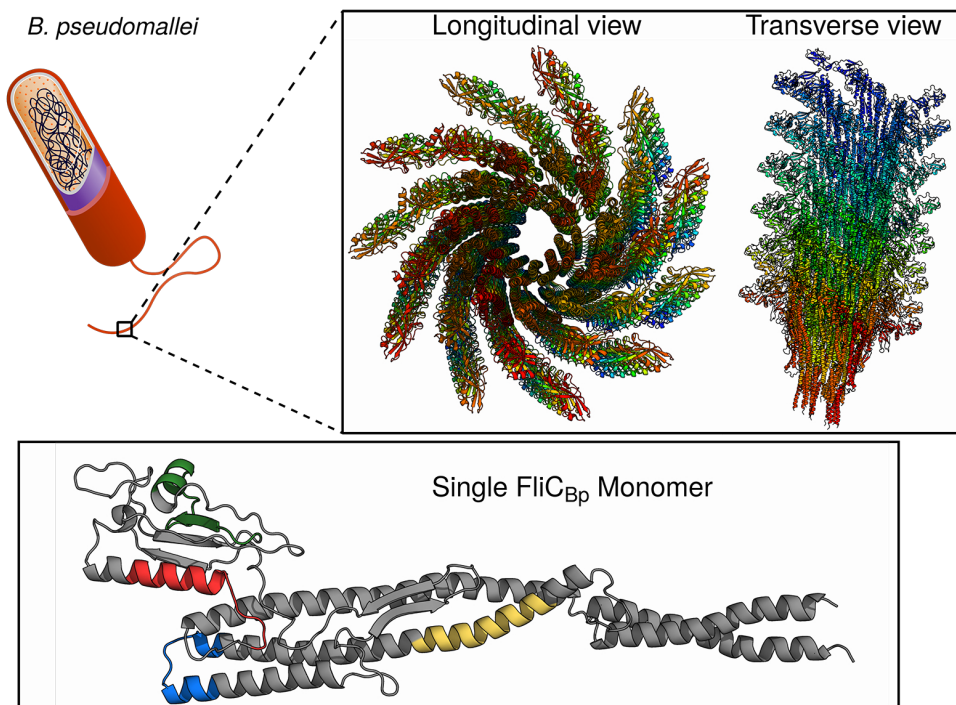 B. pseudomallei
Longitudinal view
Transverse view
Single FliC_Bp Monomer